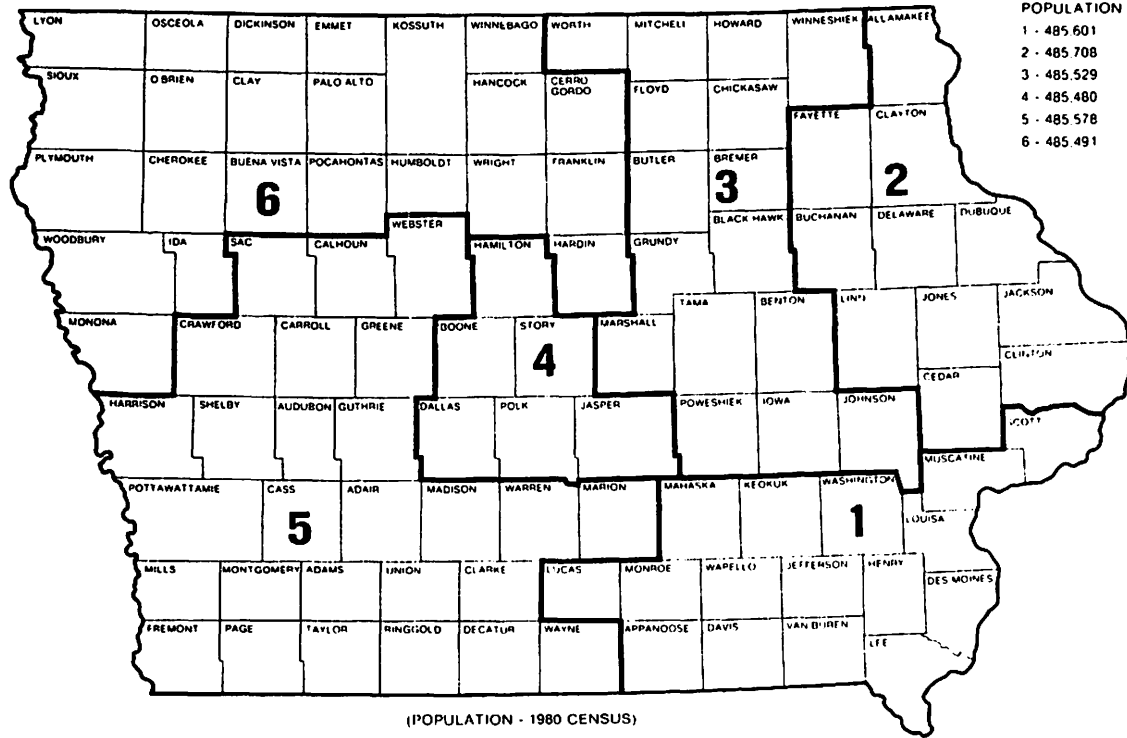 POPULATION
1 - 485.601
2 - 485.708
3 - 485.529
4 - 485.480
5 - 485.578
6 - 485.491
LYON OSCEOLA DICKINSON EMMET KOSSUTH WINNEBAGO WORTH MITCHELL HOWARD WINNESHIEK ALLAMAKEE
SIOUX O BRIEN CLAY PALO ALTO HANCOCK CERRO GORDO FLOYD CHICKASAW
FAYETTE CLAYTON
PLYMOUTH CHEROKEE BUENA VISTA POCAHONTAS HUMBOLDT WRIGHT FRANKLIN BUTLER BREMER
6 3 2
WEBSTER BLACK HAWK BUCHANAN DELAWARE DUBUQUE
WOODBURY IDA SAC CALHOUN HAMILTON HARDIN GRUNDY
TAMA BENTON LINN JONES JACKSON
MONONA CRAWFORD CARROLL GREENE BOONE STORY MARSHALL
4 CLINTON
CEDAR
HARRISON SHELBY AUDUBON GUTHRIE DALLAS POLK JASPER POWESHIEK IOWA JOHNSON
SCOTT
MUSCATINE
POTTAWATTAMIE CASS ADAIR MADISON WARREN MARION MAHASKA KEOKUK WASHINGTON
5 1
LOUISA
MILLS MONTGOMERY ADAMS UNION CLARKE LUCAS MONROE WAPELLO JEFFERSON HENRY
DES MOINES
FREMONT PAGE TAYLOR RINGGOLD DECATUR WAYNE APPANOOSE DAVIS VAN BUREN
LEE
(POPULATION - 1980 CENSUS)